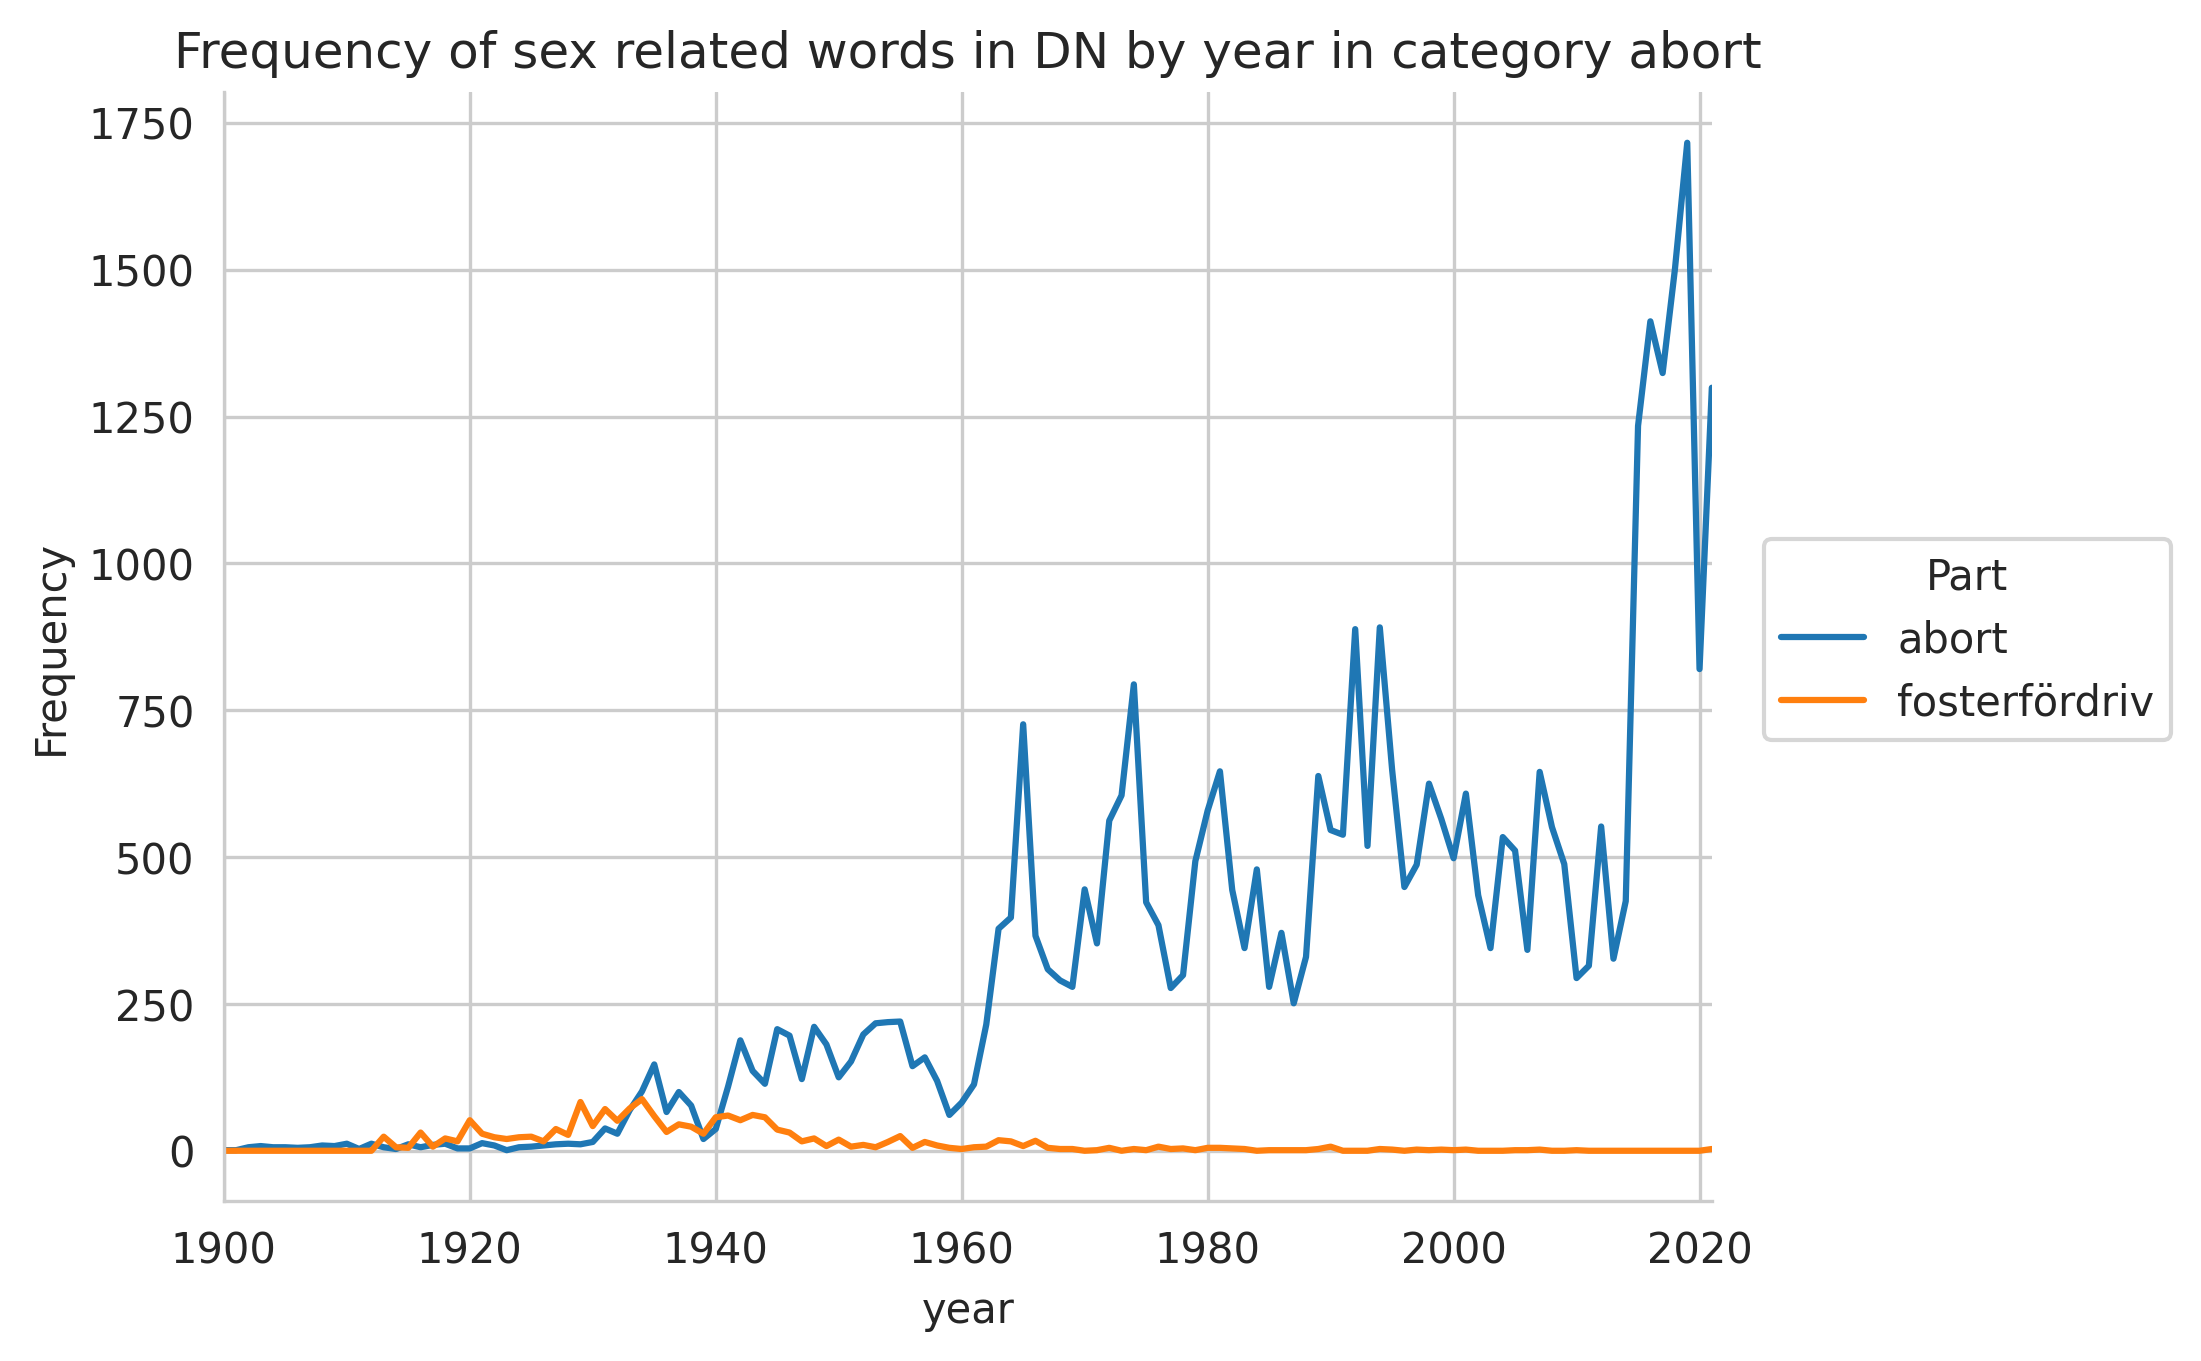 Frequency of sex related words in DN by year in category abort
1750
1500
1250
1000
750
500
250
0
Frequency
1900 1920 1940 1960 1980 2000 2020
year
Part
abort
fosterfördriv